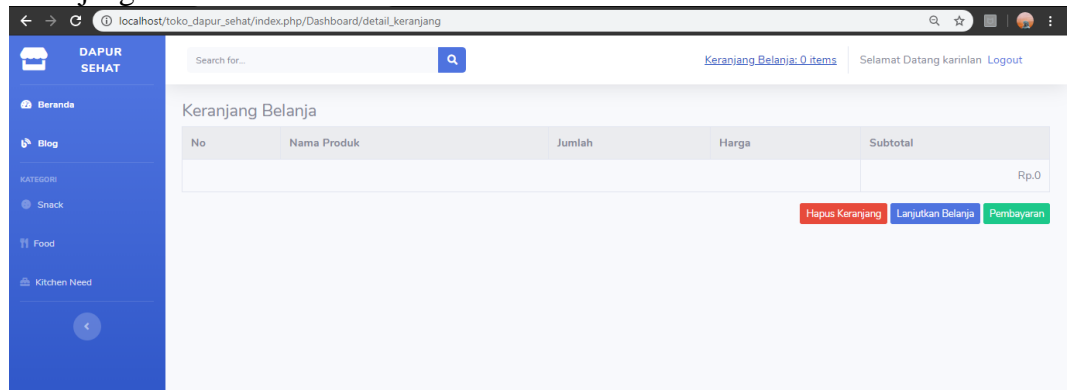 localhost/toko_dapur_sehat/index.php/Dashboard/detail_keranjang
DAPUR
SEHAT
Search for...
Keranjang Belanja: 0 items
Selamat Datang karinlan Logout
Beranda
Blog
KATEGORI
Snack
Food
Kitchen Need
Keranjang Belanja
No Nama Produk Jumlah Harga Subtotal
Rp.0
Hapus Keranjang Lanjutkan Belanja Pembayaran